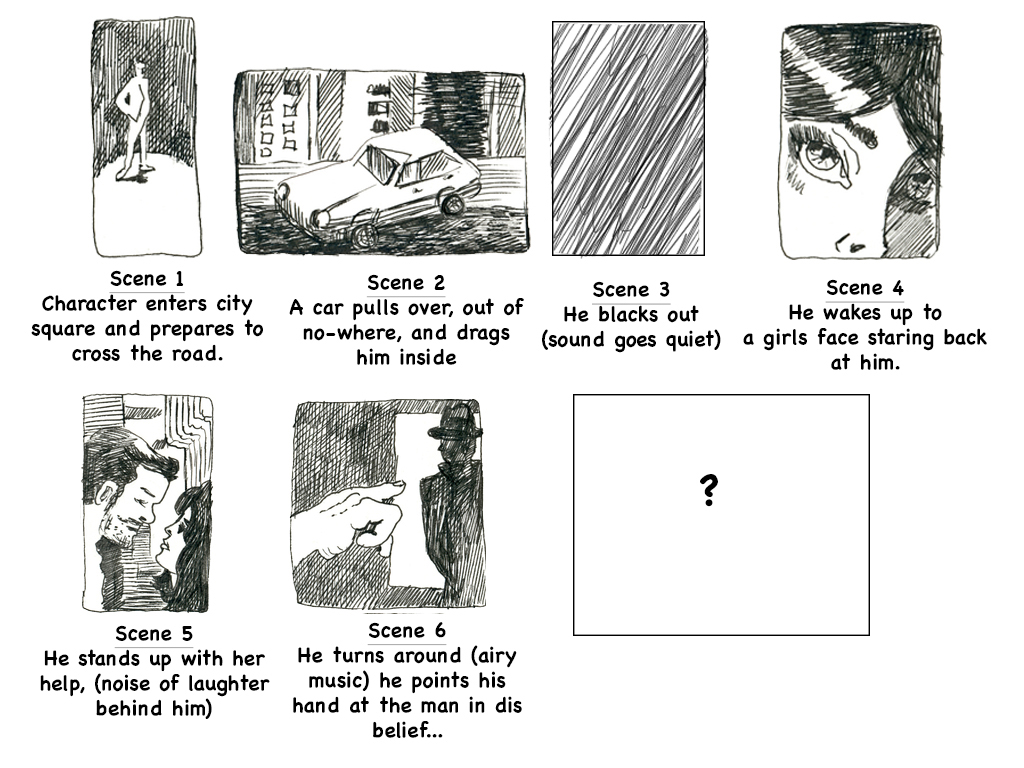 Scene 1
Character enters city
square and prepares to
cross the road.
Scene 2
A car pulls over, out of
no-where, and drags
him inside
Scene 3
He blacks out
(sound goes quiet)
Scene 4
He wakes up to
a girls face staring back
at him.
Scene 5
He stands up with her
help, (noise of laughter
behind him)
Scene 6
He turns around (airy
music) he points his
hand at the man in dis
belief...
?